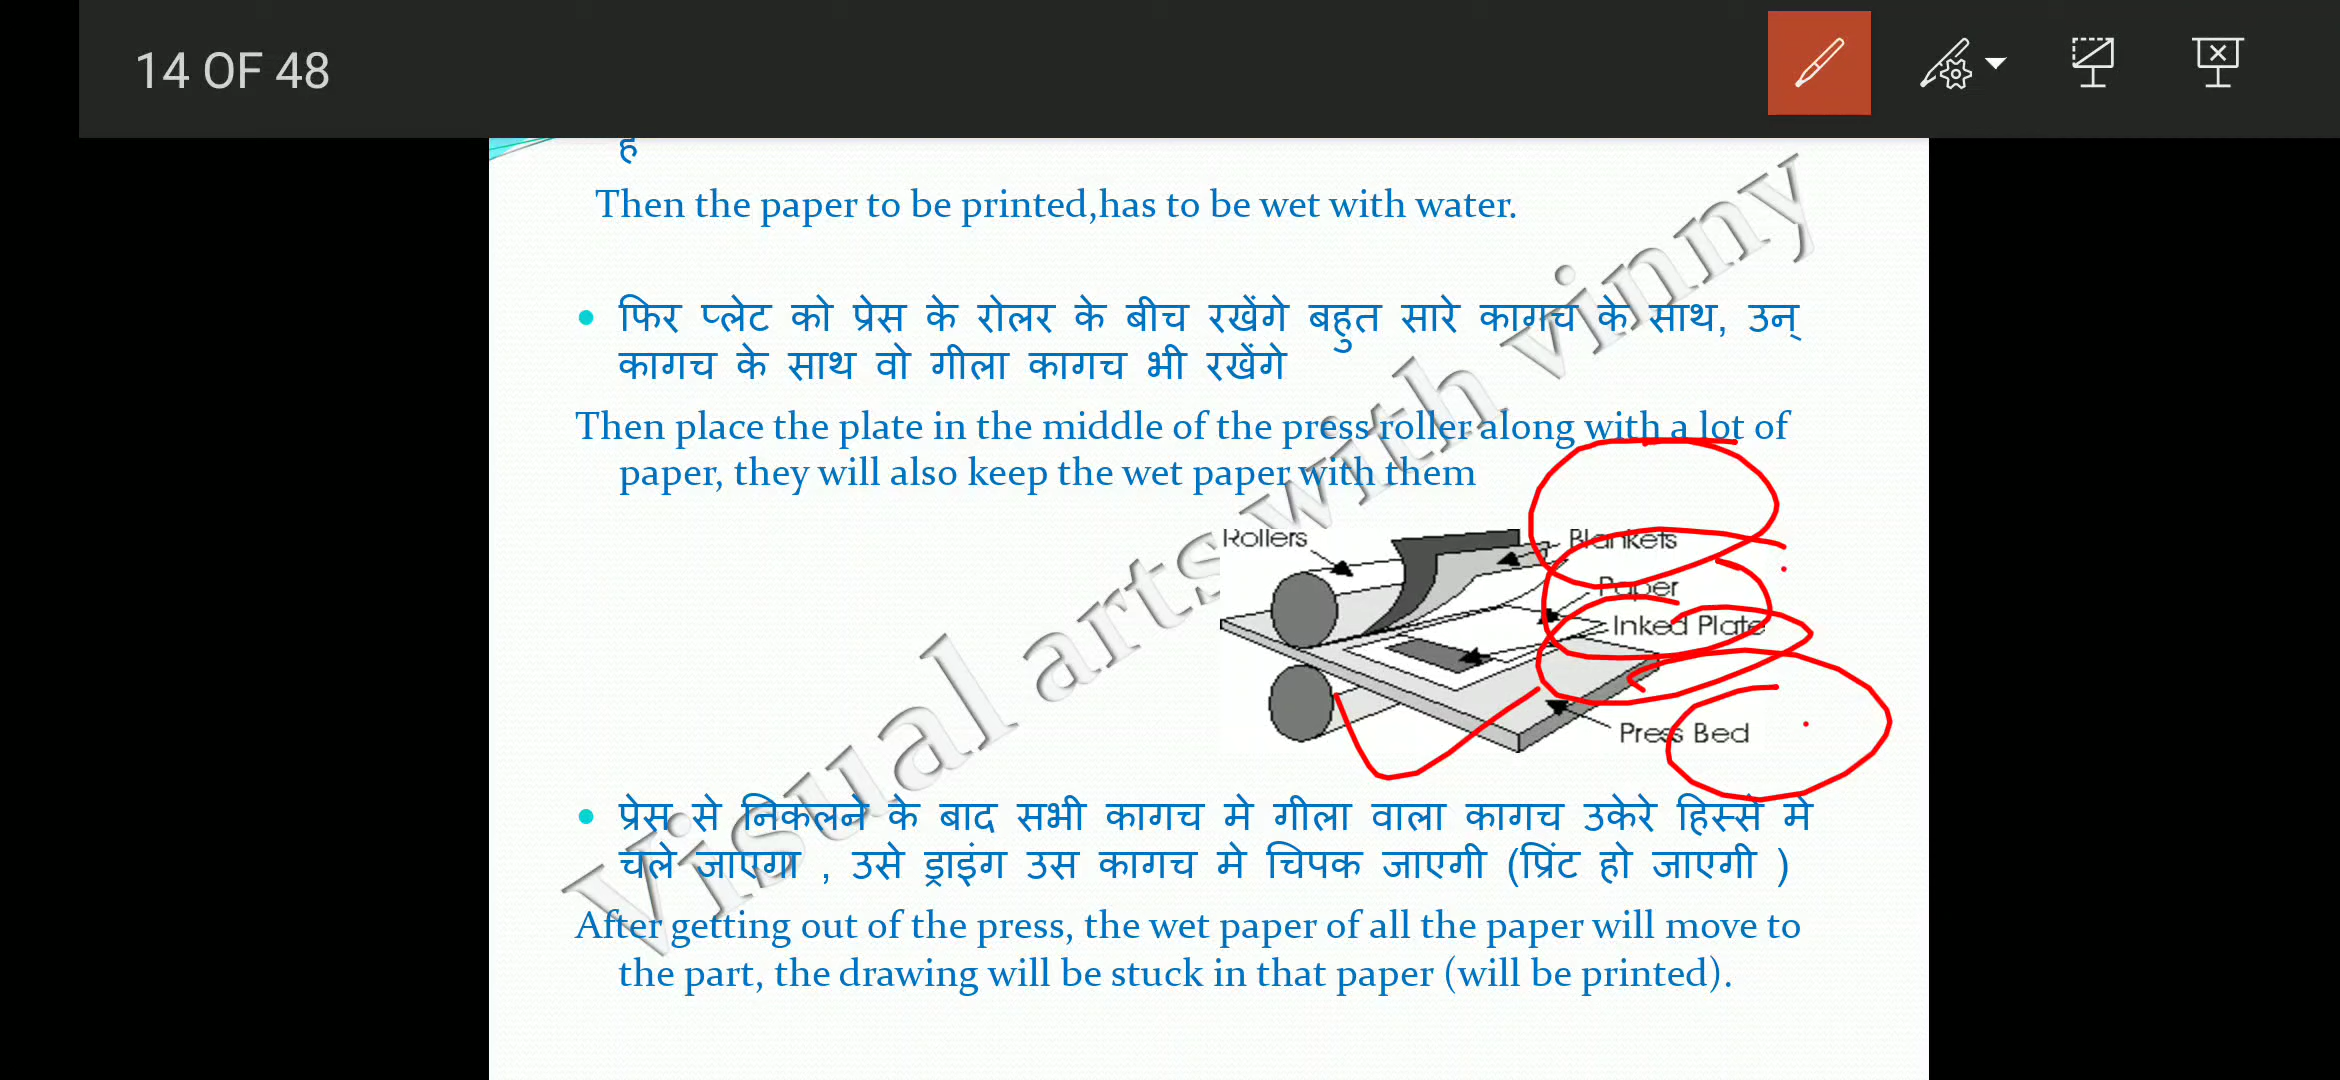 14 OF 48
Then the paper to be printed,has to be wet with water.
फिर प्लेट को प्रेस के रोलर के बीच रखेंगे बहुत सारे कागच के साथ, उन्
कागच के साथ वो गीला कागच भी रखेंगे
Then place the plate in the middle of the press roller along with a lot of
paper, they will also keep the wet paper with them
Rollers
Blankets
Paper
Inked Plate
Press Bed
प्रेस से निकलने के बाद सभी कागच मे गीला वाला कागच उकेरे हिस्से मे
चले जाएगा , उसे ड्राइंग उस कागच मे चिपक जाएगी (प्रिंट हो जाएगी )
After getting out of the press, the wet paper of all the paper will move to
the part, the drawing will be stuck in that paper (will be printed).
Visual arts with vinny